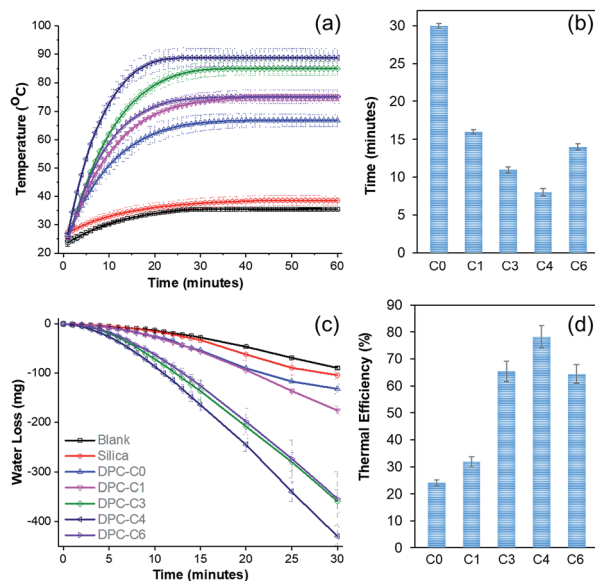 (a)
Temperature (OC)
100
90
80
70
60
50
40
30
20
0 10 20 30 40 50 60
Time (minutes)
(b)
Time (minutes)
30
25
20
15
10
5
0
C0 C1 C3 C4 C6
(c)
Water Loss (mg)
0
-100
-200
-300
-400
Blank
Silica
DPC-C0
DPC-C1
DPC-C3
DPC-C4
DPC-C6
0 5 10 15 20 25 30
Time (minutes)
(d)
Thermal Efficiency (%)
90
80
70
60
50
40
30
20
10
0
C0 C1 C3 C4 C6